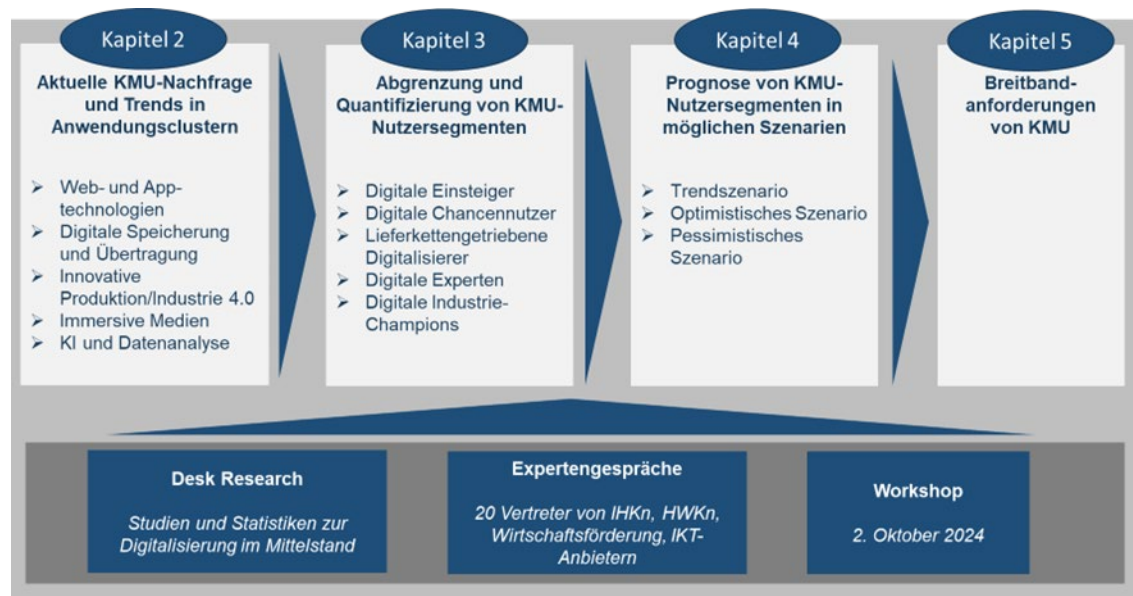 Kapitel 2
Aktuelle KMU-Nachfrage
und Trends in
Anwendungsclustern
➢ Web- und App-
technologien
➢ Digitale Speicherung
und Übertragung
➢ Innovative
Produktion/Industrie 4.0
➢ Immersive Medien
➢ KI und Datenanalyse
Kapitel 3
Abgrenzung und
Quantifizierung von KMU-
Nutzersegmenten
➢ Digitale Einsteiger
➢ Digitale Chancennutzer
➢ Lieferkettengetriebene
Digitalisierer
➢ Digitale Experten
➢ Digitale Industrie-
Champions
Kapitel 4
Prognose von KMU-
Nutzersegmenten in
möglichen Szenarien
➢ Trendszenario
➢ Optimistisches Szenario
➢ Pessimistisches
Szenario
Kapitel 5
Breitband-
anforderungen
von KMU
Desk Research
Studien und Statistiken zur
Digitalisierung im Mittelstand
Expertengespräche
20 Vertreter von IHKn, HWKn,
Wirtschaftsförderung, IKT-
Anbietern
Workshop
2. Oktober 2024